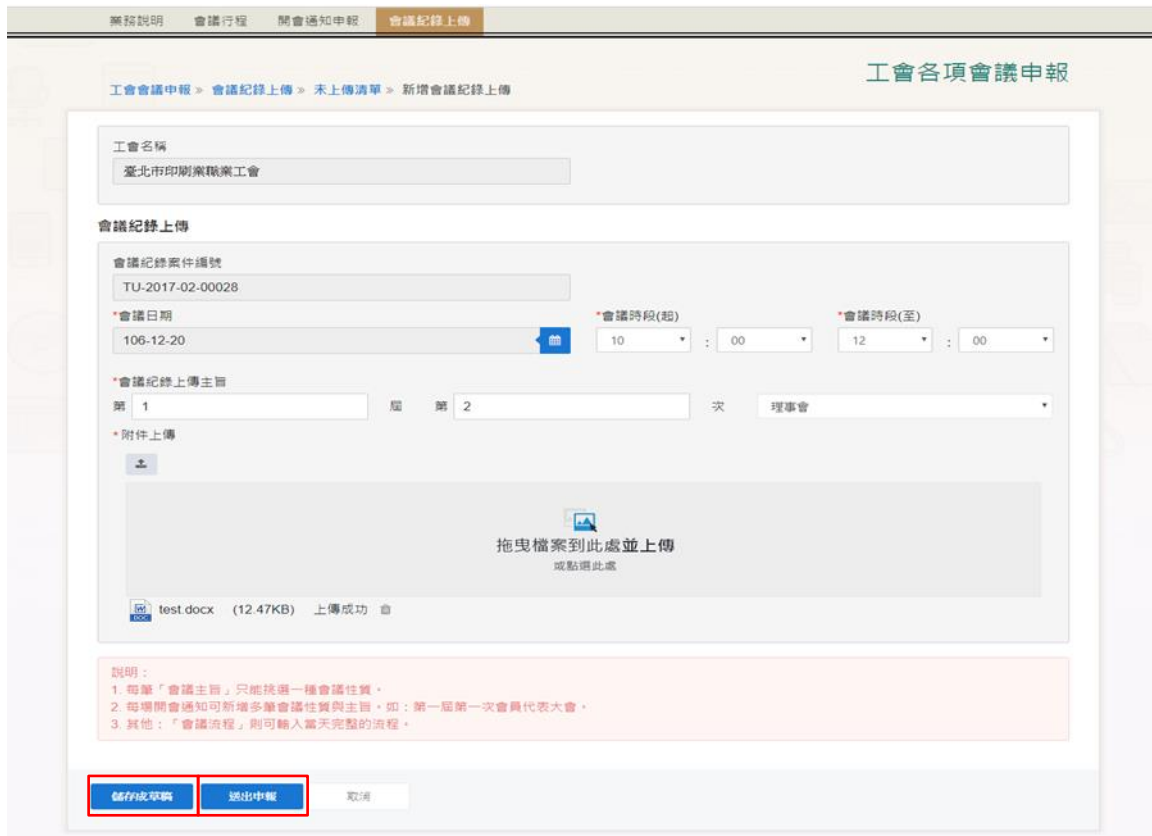 業務說明 會議行程 開會通知申報 會議紀錄上傳
工會各項會議申報
工會會議申報» 會議紀錄上傳» 未上傳清單» 新增會議紀錄上傳
工會名稱
臺北市印刷業職業工會
會議紀錄上傳
會議紀錄案件編號
TU-2017-02-00028
*會議日期 *會議時段(起) *會議時段(至)
106-12-20 10 : 00 12 : 00
*會議紀錄上傳主旨
第 1 屆 第 2 次 理事會
*附件上傳
拖曳檔案到此處並上傳
或點選此處
test.docx (12.47KB) 上傳成功
說明：
1. 每筆「會議主旨」只能挑選一種會議性質。
2. 每場開會通知可新增多筆會議性質與主旨。如：第一屆第一次會員代表大會。
3. 其他：「會議流程」則可輸入當天完整的流程。
儲存成草稿 送出申報 取消